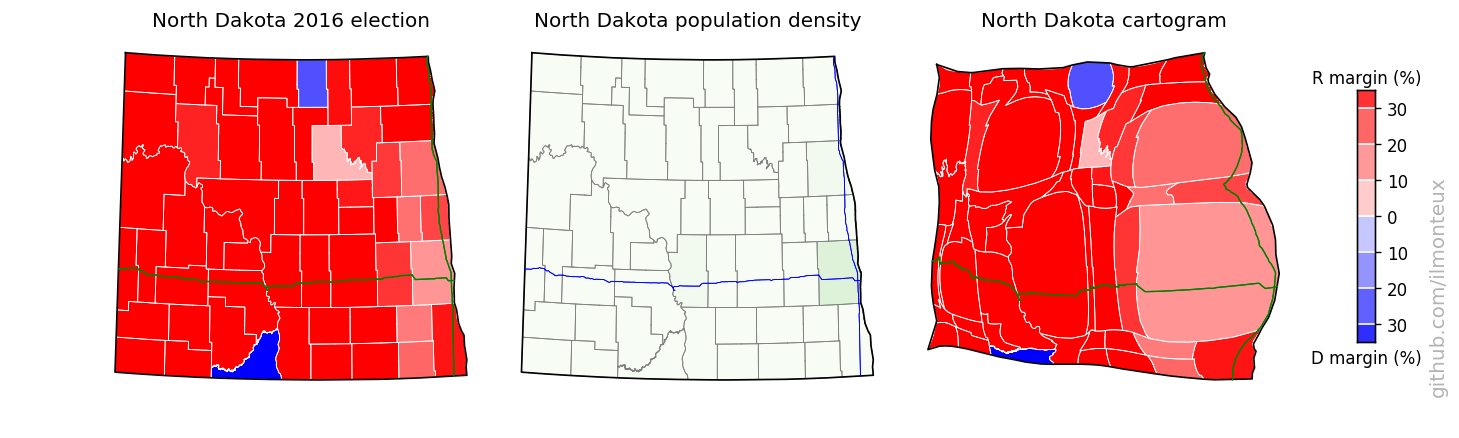 North Dakota 2016 election
North Dakota population density
North Dakota cartogram
R margin (%)
30
20
10
0
10
20
30
D margin (%)
github.com/ilmonteux